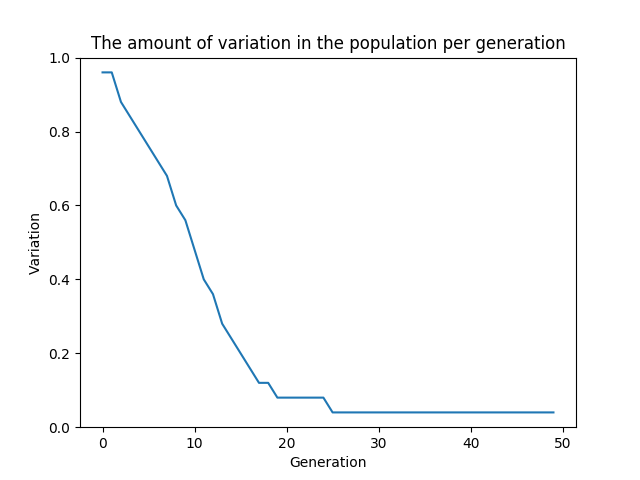 The amount of variation in the population per generation
1.0
0.8
0.6
0.4
0.2
0.0
Variation
0 10 20 30 40 50
Generation